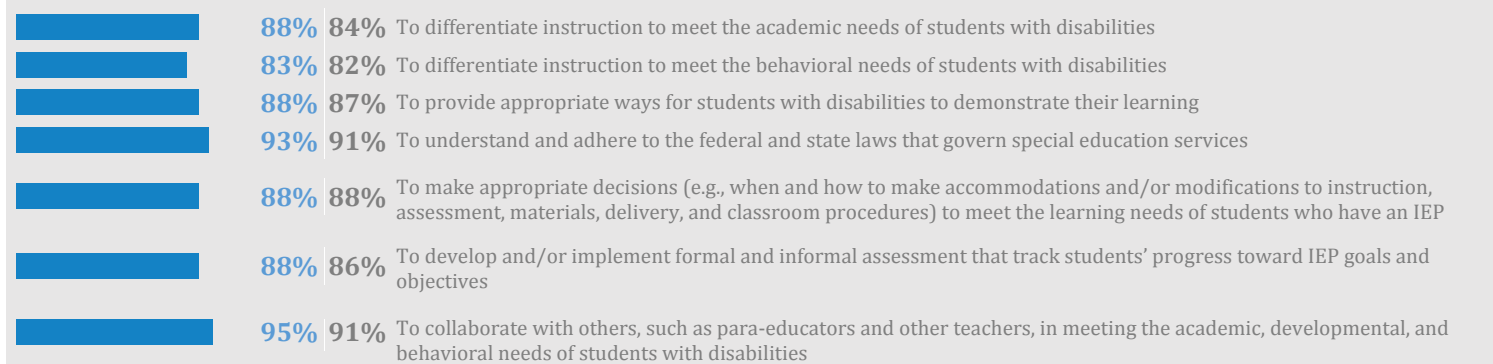 88% 84% To differentiate instruction to meet the academic needs of students with disabilities
83% 82% To differentiate instruction to meet the behavioral needs of students with disabilities
88% 87% To provide appropriate ways for students with disabilities to demonstrate their learning
93% 91% To understand and adhere to the federal and state laws that govern special education services
88% 88% To make appropriate decisions (e.g., when and how to make accommodations and/or modifications to instruction,
assessment, materials, delivery, and classroom procedures) to meet the learning needs of students who have an IEP
88% 86% To develop and/or implement formal and informal assessment that track students’ progress toward IEP goals and
objectives
95% 91% To collaborate with others, such as para-educators and other teachers, in meeting the academic, developmental, and
behavioral needs of students with disabilities